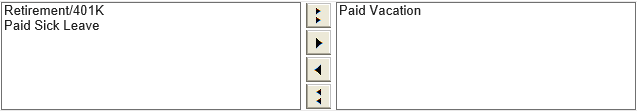 Retirement/401K
Paid Sick Leave
Paid Vacation